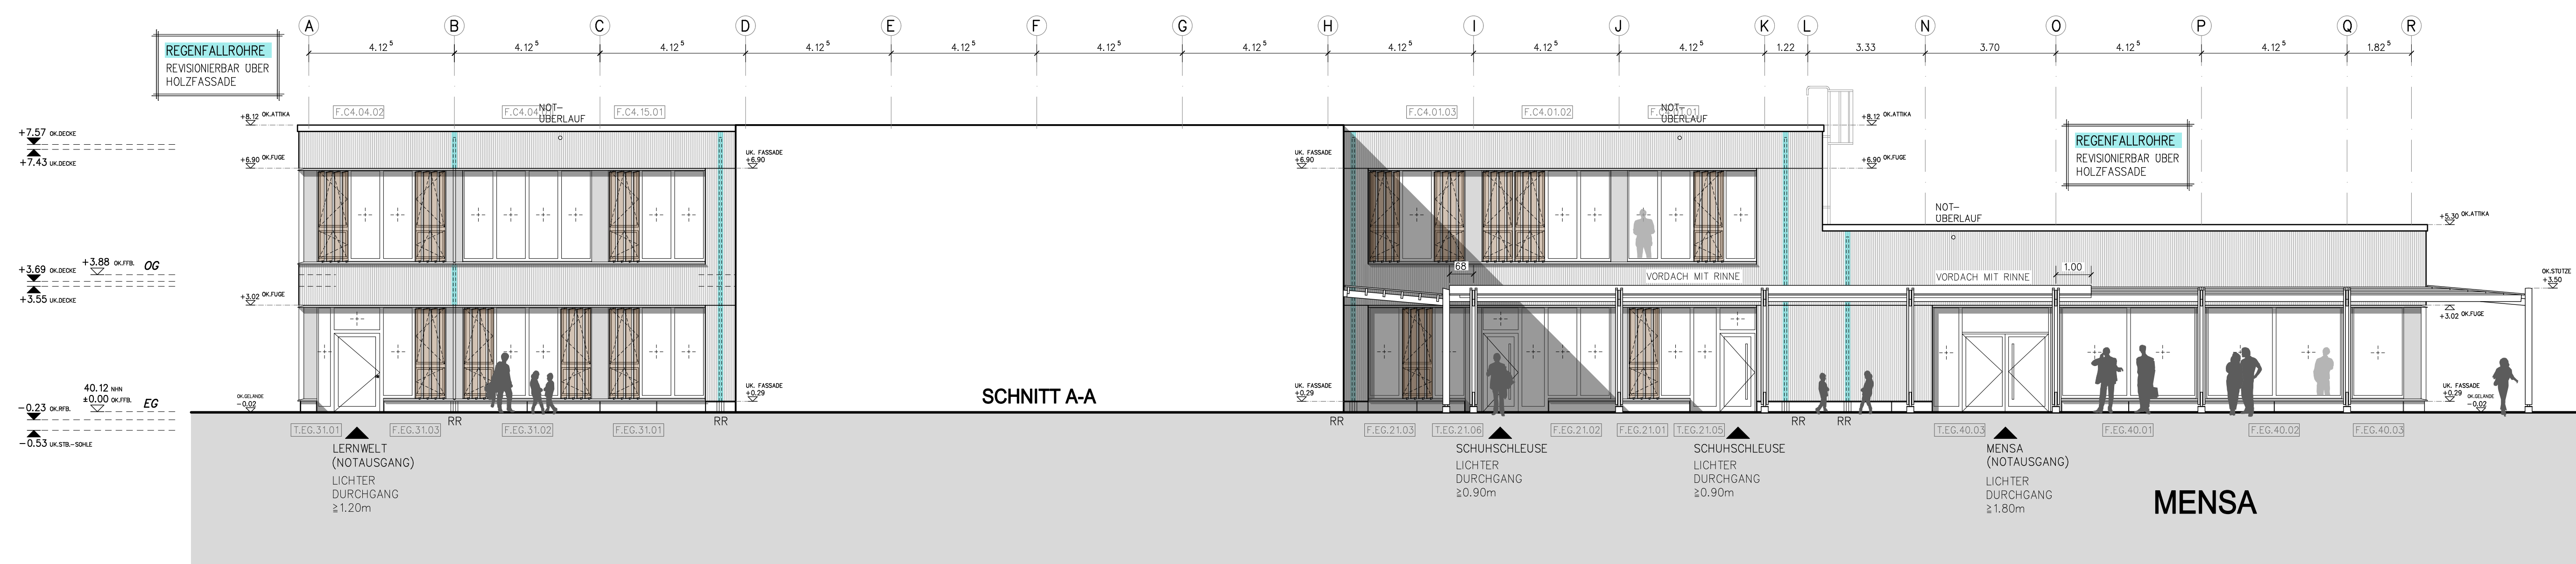 A B C D E F G H I J K L N O P Q R
4.12⁵ 4.12⁵ 4.12⁵ 4.12⁵ 4.12⁵ 4.12⁵ 4.12⁵ 4.12⁵ 4.12⁵ 4.12⁵ 1.22 3.33 3.70 4.12⁵ 4.12⁵ 1.82⁵
REGENFALLROHRE
REVISIONIERBAR ÜBER
HOLZFASSADE
REGENFALLROHRE
REVISIONIERBAR ÜBER
HOLZFASSADE
F.C4.04.02
F.C4.15.01
F.C4.01.03
F.C4.01.02
NOT-
ÜBERLAUF
NOT-
ÜBERLAUF
NOT-
ÜBERLAUF
+8.12 OK.ATTIKA
+8.12 OK.ATTIKA
+7.57 OK.DECKE
+7.43 UK.DECKE
+6.90 OK.FUGE
UK. FASSADE
+6.90
UK. FASSADE
+6.90
+6.90 OK.FUGE
+5.30 OK.ATTIKA
+3.88 OK.FFB. OG
+3.69 OK.DECKE
+3.55 UK.DECKE
+3.02 OK.FUGE
68
VORDACH MIT RINNE
VORDACH MIT RINNE
1.00
OK.STÜTZE
+3.50
+3.02 OK.FUGE
40.12 NHN
±0.00 OK.FFB. EG
-0.23 OK.RFB.
-0.53 UK.STB.-SOHLE
OK.GELÄNDE
-0.02
UK. FASSADE
+0.29
UK. FASSADE
+0.29
UK. FASSADE
+0.29
OK.GELÄNDE
-0.02
SCHNITT A-A
RR RR RR RR RR
T.EG.31.01 F.EG.31.03 F.EG.31.02 F.EG.31.01 F.EG.21.03 T.EG.21.06 F.EG.21.02 F.EG.21.01 T.EG.21.05 T.EG.40.03 F.EG.40.01 F.EG.40.02 F.EG.40.03
LERNWELT
(NOTAUSGANG)
LICHTER
DURCHGANG
≥1.20m
SCHUHSCHLEUSE
LICHTER
DURCHGANG
≥0.90m
SCHUHSCHLEUSE
LICHTER
DURCHGANG
≥0.90m
MENSA
(NOTAUSGANG)
LICHTER
DURCHGANG
≥1.80m
MENSA